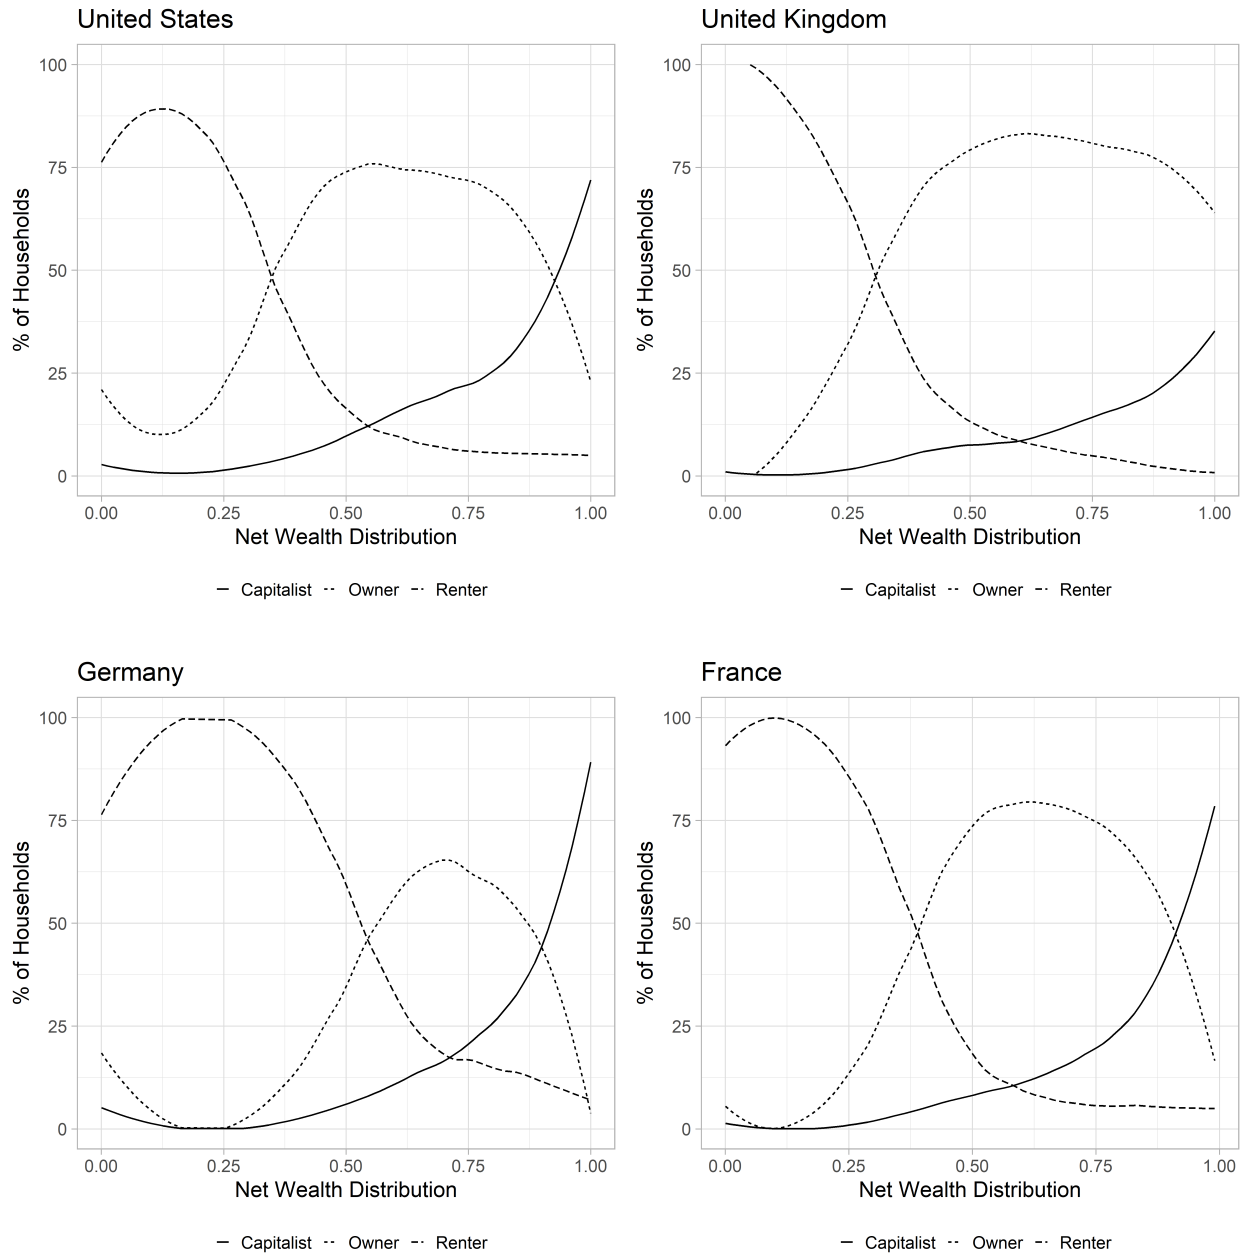 United States
United Kingdom
100
75
50
25
0
% of Households
0.00 0.25 0.50 0.75 1.00
Net Wealth Distribution
Capitalist Owner Renter
100
75
50
25
0
% of Households
0.00 0.25 0.50 0.75 1.00
Net Wealth Distribution
Capitalist Owner Renter
Germany
France
100
75
50
25
0
% of Households
0.00 0.25 0.50 0.75 1.00
Net Wealth Distribution
Capitalist Owner Renter
100
75
50
25
0
% of Households
0.00 0.25 0.50 0.75 1.00
Net Wealth Distribution
Capitalist Owner Renter